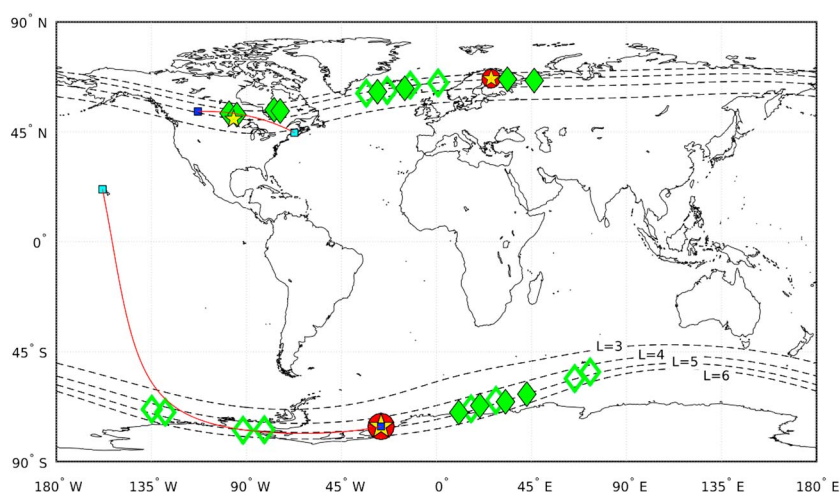 90° N
45° N
0°
45° S
90° S
L=3
L=4
L=5
L=6
180° W
135° W
90° W
45° W
0°
45° E
90° E
135° E
180° E